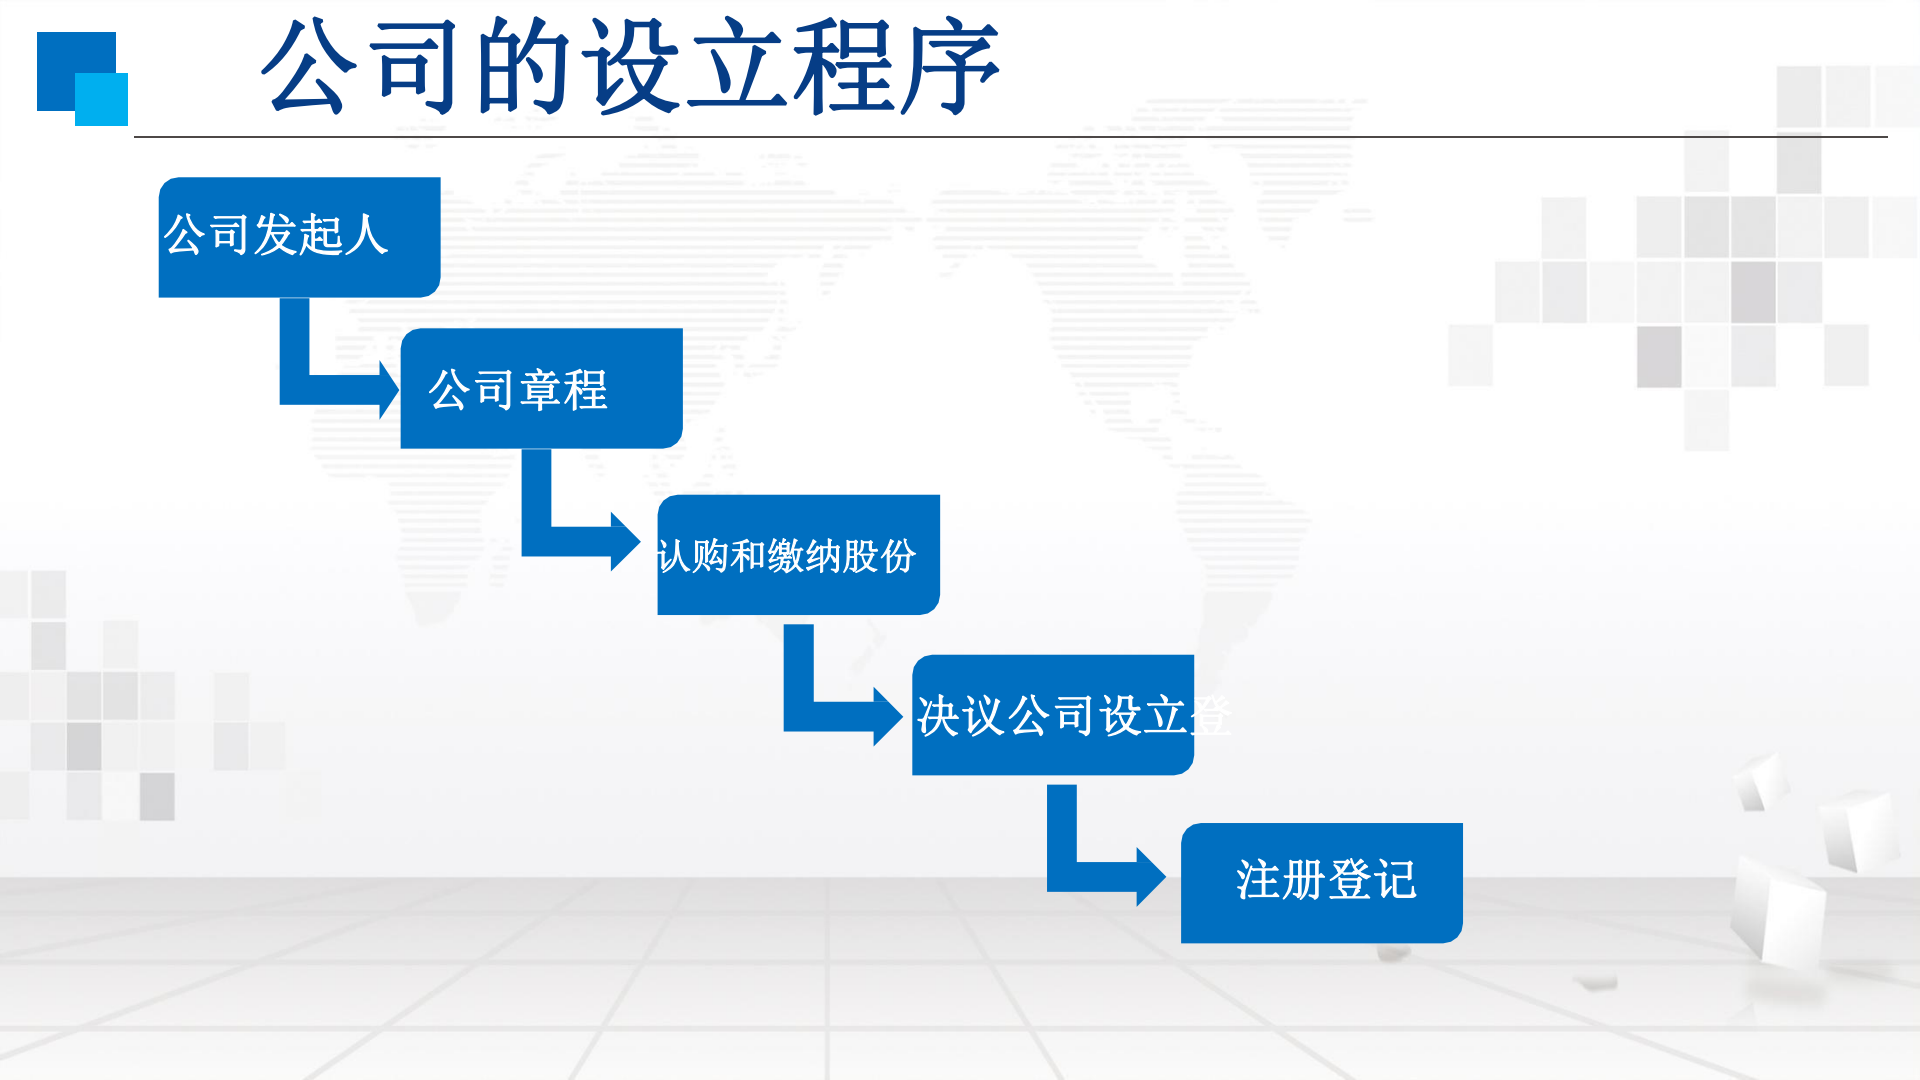 公司的设立程序
公司发起人
公司章程
认购和缴纳股份
决议公司设立登
注册登记